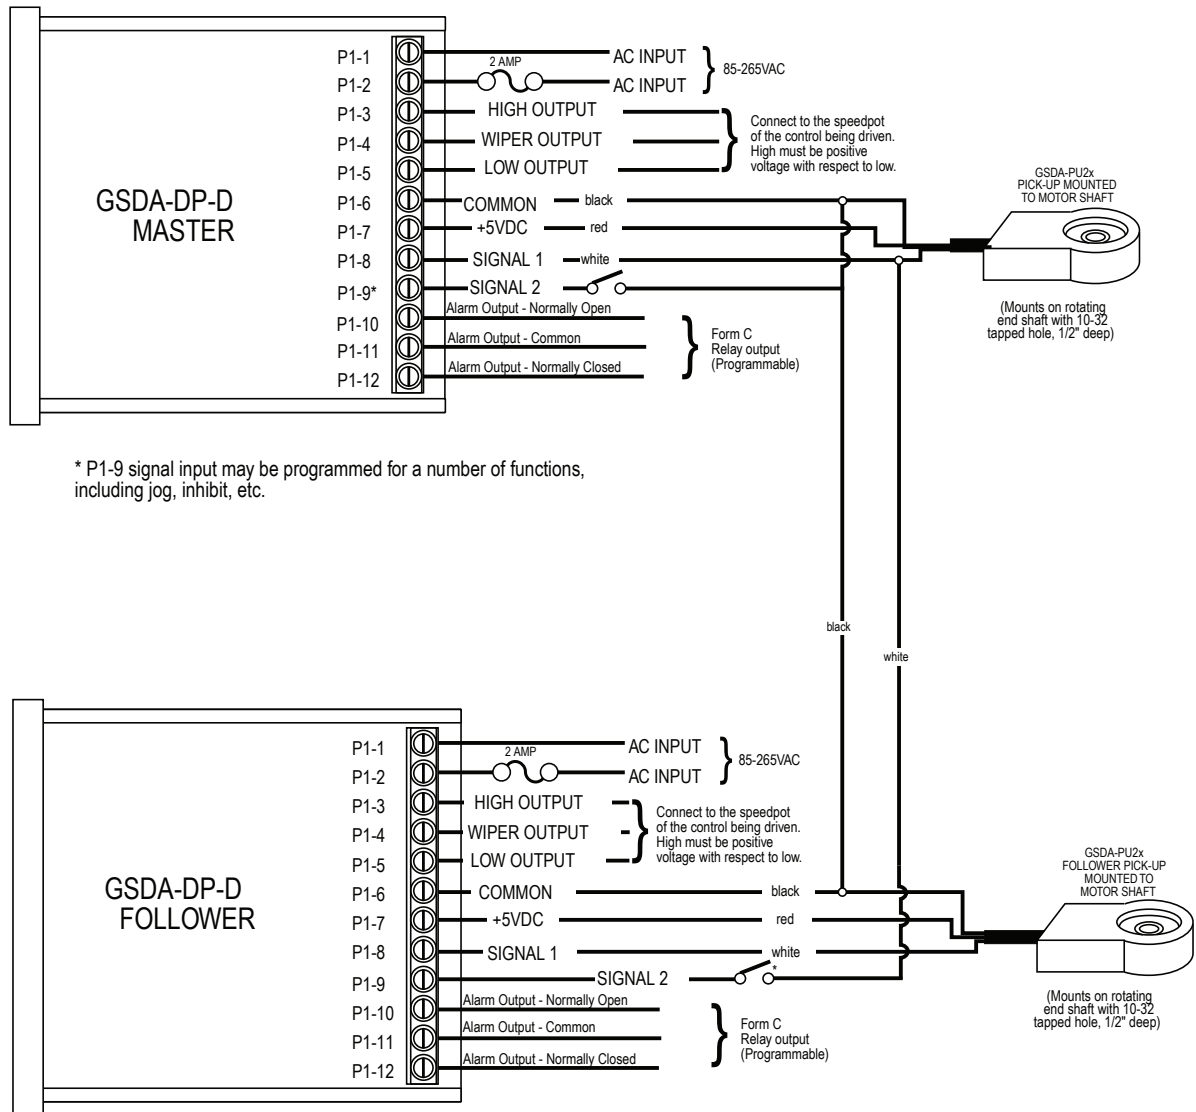 GSDA-DP-D
MASTER
P1-1
P1-2
P1-3
P1-4
P1-5
P1-6
P1-7
P1-8
P1-9*
P1-10
P1-11
P1-12
2 AMP
AC INPUT
AC INPUT
85-265VAC
HIGH OUTPUT
WIPER OUTPUT
LOW OUTPUT
Connect to the speedpot
of the control being driven.
High must be positive
voltage with respect to low.
COMMON
black
+5VDC
red
SIGNAL 1
white
SIGNAL 2
Alarm Output - Normally Open
Alarm Output - Common
Alarm Output - Normally Closed
Form C
Relay output
(Programmable)
GSDA-PU2x
PICK-UP MOUNTED
TO MOTOR SHAFT
(Mounts on rotating
end shaft with 10-32
tapped hole, 1/2" deep)
* P1-9 signal input may be programmed for a number of functions,
including jog, inhibit, etc.
black
white
GSDA-DP-D
FOLLOWER
P1-1
P1-2
P1-3
P1-4
P1-5
P1-6
P1-7
P1-8
P1-9
P1-10
P1-11
P1-12
2 AMP
AC INPUT
AC INPUT
85-265VAC
HIGH OUTPUT
WIPER OUTPUT
LOW OUTPUT
Connect to the speedpot
of the control being driven.
High must be positive
voltage with respect to low.
COMMON
black
+5VDC
red
SIGNAL 1
white
SIGNAL 2
*
Alarm Output - Normally Open
Alarm Output - Common
Alarm Output - Normally Closed
Form C
Relay output
(Programmable)
GSDA-PU2x
FOLLOWER PICK-UP
MOUNTED TO
MOTOR SHAFT
(Mounts on rotating
end shaft with 10-32
tapped hole, 1/2" deep)